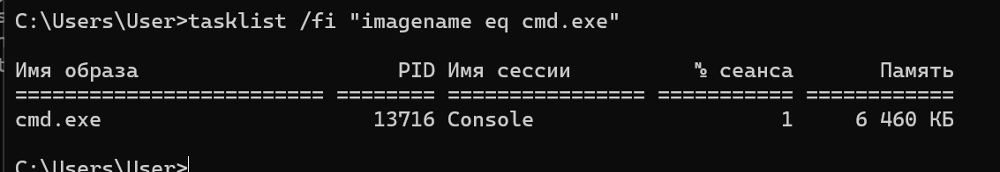 C:\Users\User>tasklist /fi "imagename eq cmd.exe"
Имя образа                     PID Имя сессии          № сеанса       Память
========================= ======== ================ =========== ============
cmd.exe                      13716 Console                    1     6 460 КБ
C:\Users\User>